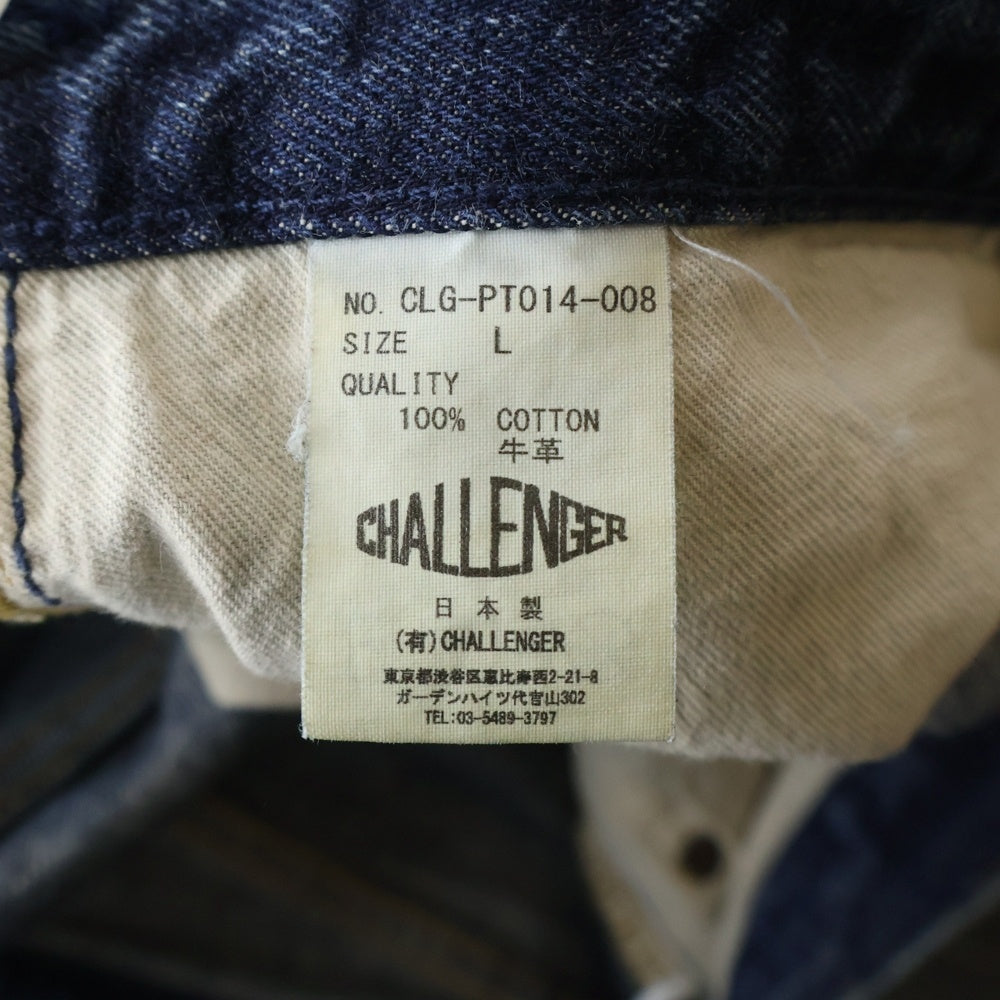 NO. CLG-PT014-008
SIZE L
QUALITY
100% COTTON
牛革
CHALLENGER
日本製
(有)CHALLENGER
東京都渋谷区恵比寿西2-21-8
ガーデンハイツ代官山302
TEL:03-5489-3797